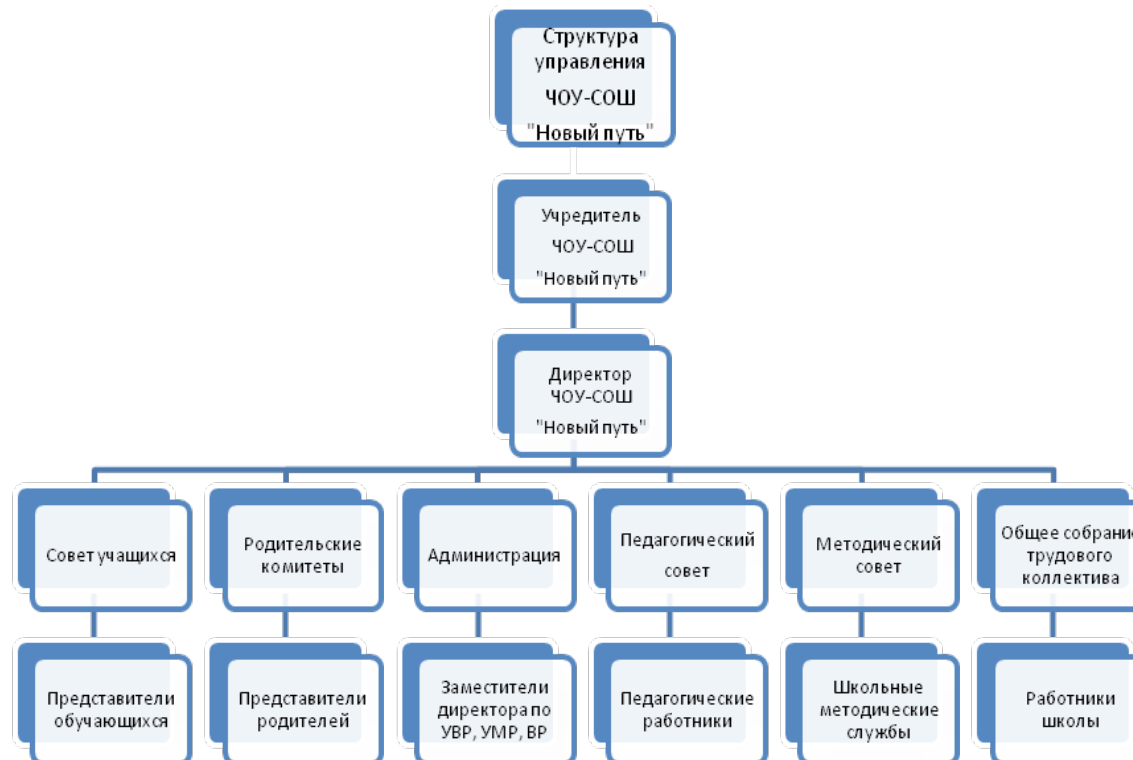 Структура
управления
ЧОУ-СОШ
"Новый путь"
Учредитель
ЧОУ-СОШ
"Новый путь"
Директор
ЧОУ-СОШ
"Новый путь"
Совет учащихся
Родительские
комитеты
Администрация
Педагогический
совет
Методический
совет
Общее собрание
трудового
коллектива
Представители
обучающихся
Представители
родителей
Заместители
директора по
УВР, УМР, ВР
Педагогические
работники
Школьные
методические
службы
Работники
школы